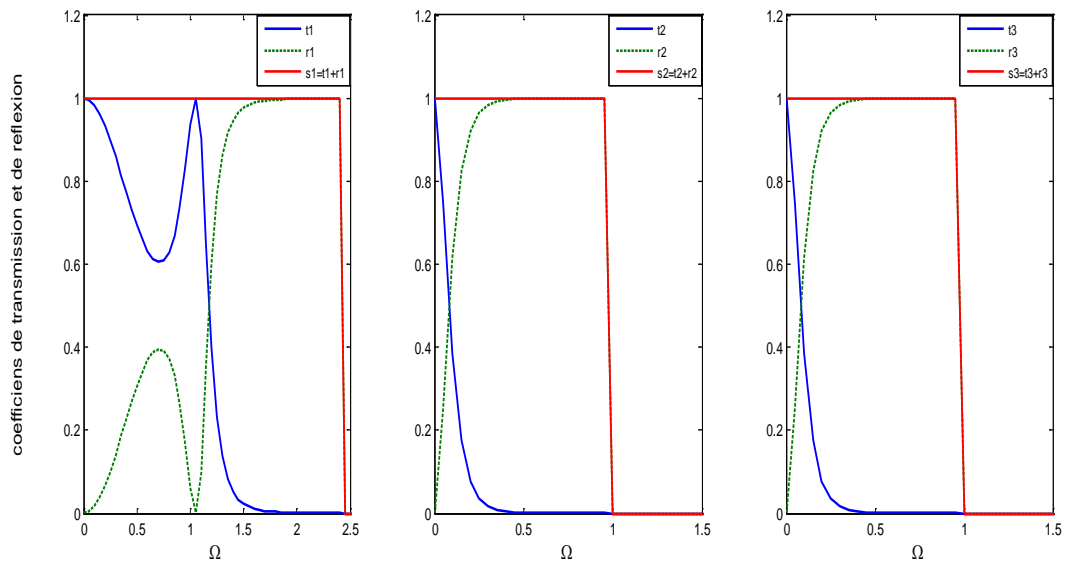 coefficiens de transmission et de reflexion
1.2
1
0.8
0.6
0.4
0.2
0
0 0.5 1 1.5 2 2.5
Ω
t1
r1
s1=t1+r1
1.2
1
0.8
0.6
0.4
0.2
0
0 0.5 1 1.5
Ω
t2
r2
s2=t2+r2
1.2
1
0.8
0.6
0.4
0.2
0
0 0.5 1 1.5
Ω
t3
r3
s3=t3+r3